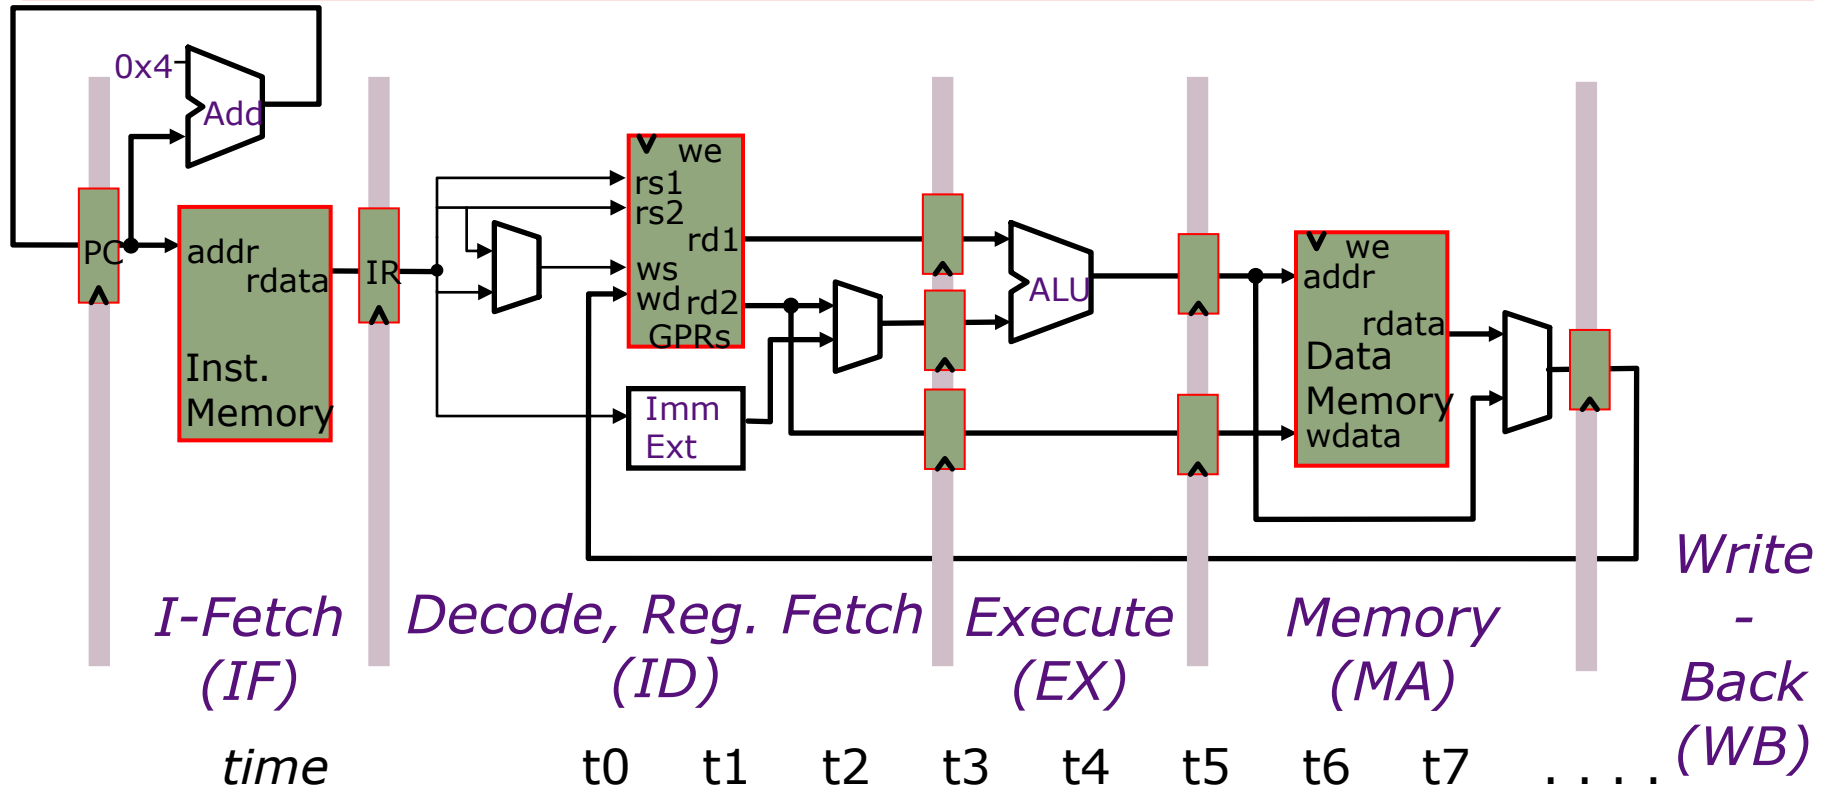 0x4
Add
PC
addr
rdata
Inst.
Memory
IR
we
rs1
rs2
rd1
ws
wd rd2
GPRs
Imm
Ext
ALU
we
addr
rdata
Data
Memory
wdata
I-Fetch
(IF)
Decode, Reg. Fetch
(ID)
Execute
(EX)
Memory
(MA)
Write
-
Back
(WB)
time t0 t1 t2 t3 t4 t5 t6 t7 . . . .